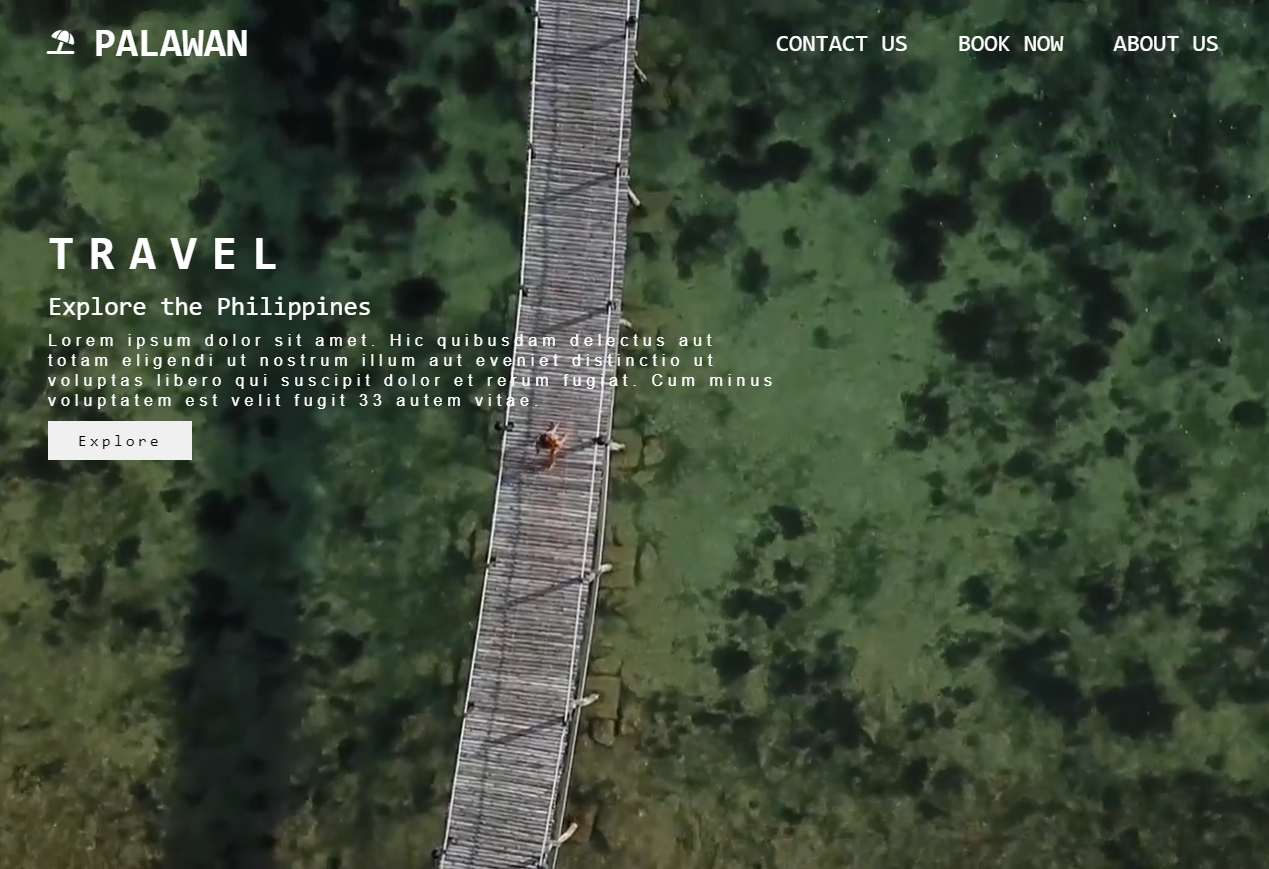 PALAWAN
CONTACT US BOOK NOW ABOUT US
TRAVEL
Explore the Philippines
Lorem ipsum dolor sit amet. Hic quibusdam delectus aut
totam eligendi ut nostrum illum aut eveniet distinctio ut
voluptas libero qui suscipit dolor et rerum fugiat. Cum minus
voluptatem est velit fugit 33 autem vitae.
Explore